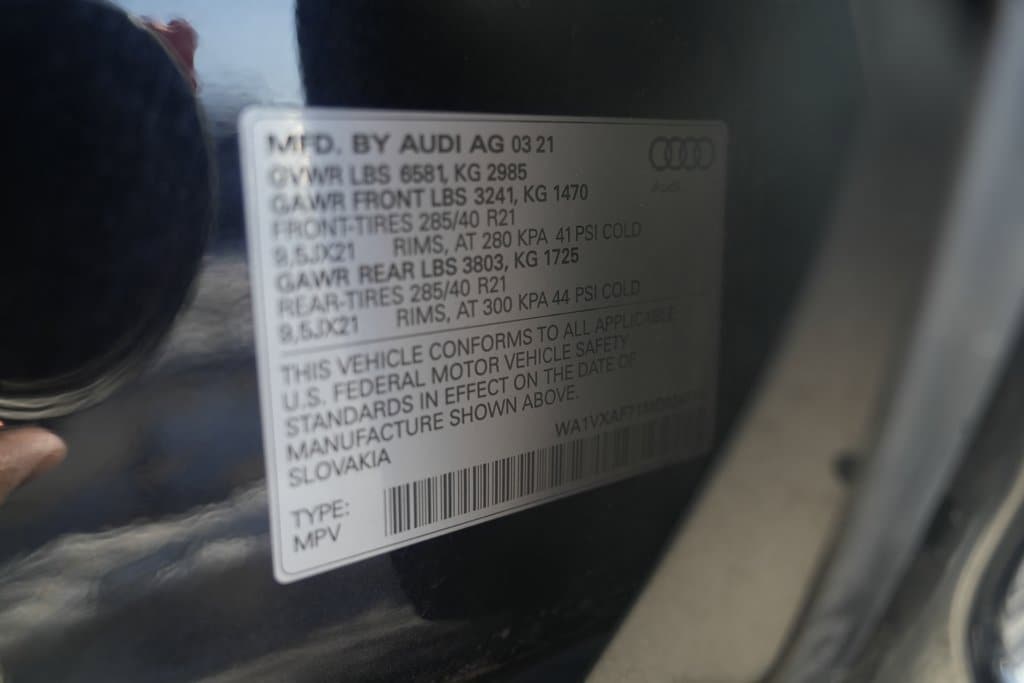 MFD. BY AUDI AG 03 21
GVWR LBS 6581, KG 2985
GAWR FRONT LBS 3241, KG 1470
FRONT-TIRES 285/40 R21
9,5JX21 RIMS, AT 280 KPA 41 PSI COLD
GAWR REAR LBS 3803, KG 1725
REAR-TIRES 285/40 R21
9,5JX21 RIMS, AT 300 KPA 44 PSI COLD
THIS VEHICLE CONFORMS TO ALL APPLICABLE
U.S. FEDERAL MOTOR VEHICLE SAFETY
STANDARDS IN EFFECT ON THE DATE OF
MANUFACTURE SHOWN ABOVE.
SLOVAKIA
TYPE:
MPV